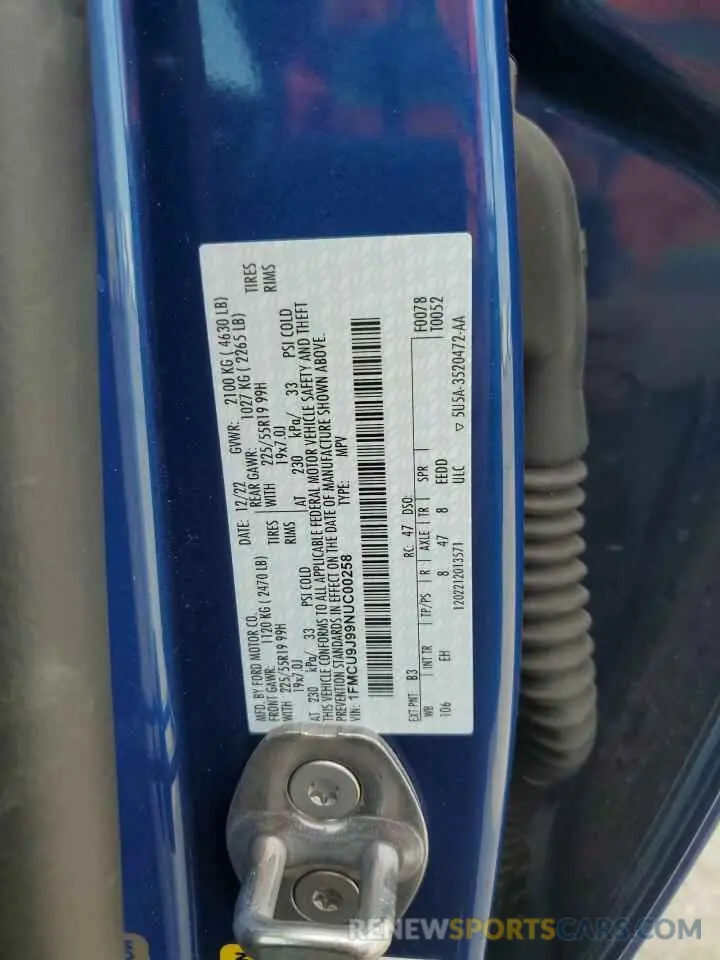 MFD. BY FORD MOTOR CO. DATE: 12/22 GVWR: 2100 KG ( 4630 LB)
FRONT GAWR: 1120 KG ( 2470 LB) REAR GAWR: 1027 KG ( 2265 LB)
WITH 225/55R19 99H TIRES WITH 225/55R19 99H TIRES
19x7.0J RIMS 19x7.0J RIMS
AT 230 kPa/ 33 PSI COLD AT 230 kPa/ 33 PSI COLD
THIS VEHICLE CONFORMS TO ALL APPLICABLE FEDERAL MOTOR VEHICLE SAFETY AND THEFT
PREVENTION STANDARDS IN EFFECT ON THE DATE OF MANUFACTURE SHOWN ABOVE.
VIN: 1FMCU9J99NUC00258 TYPE: MPV
EXT PNT: B3 RC: 47 DSO: F0078
WB INT TR TP/PS R AXLE TR SPR T0052
106 EH 8 47 8 EEDD
1202212013571 ULC ▽ 5U5A-3520472-AA
RENEWSPORTSCARS.COM